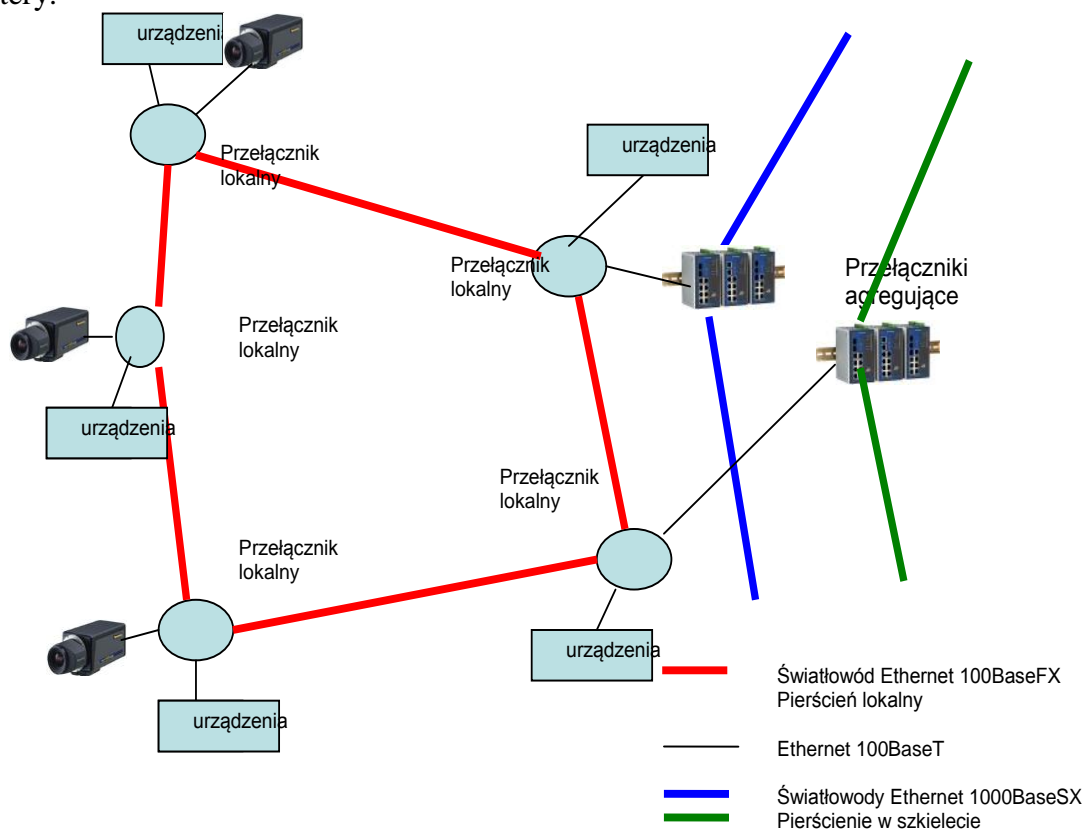 tery.
urządzenia
Przełącznik
lokalny
urządzenia
Przełącznik
lokalny
Przełączniki
agregujące
Przełącznik
lokalny
urządzenia
Przełącznik
lokalny
Przełącznik
lokalny
urządzenia
urządzenia
Światłowód Ethernet 100BaseFX
Pierścień lokalny
Ethernet 100BaseT
Światłowody Ethernet 1000BaseSX
Pierścienie w szkielecie